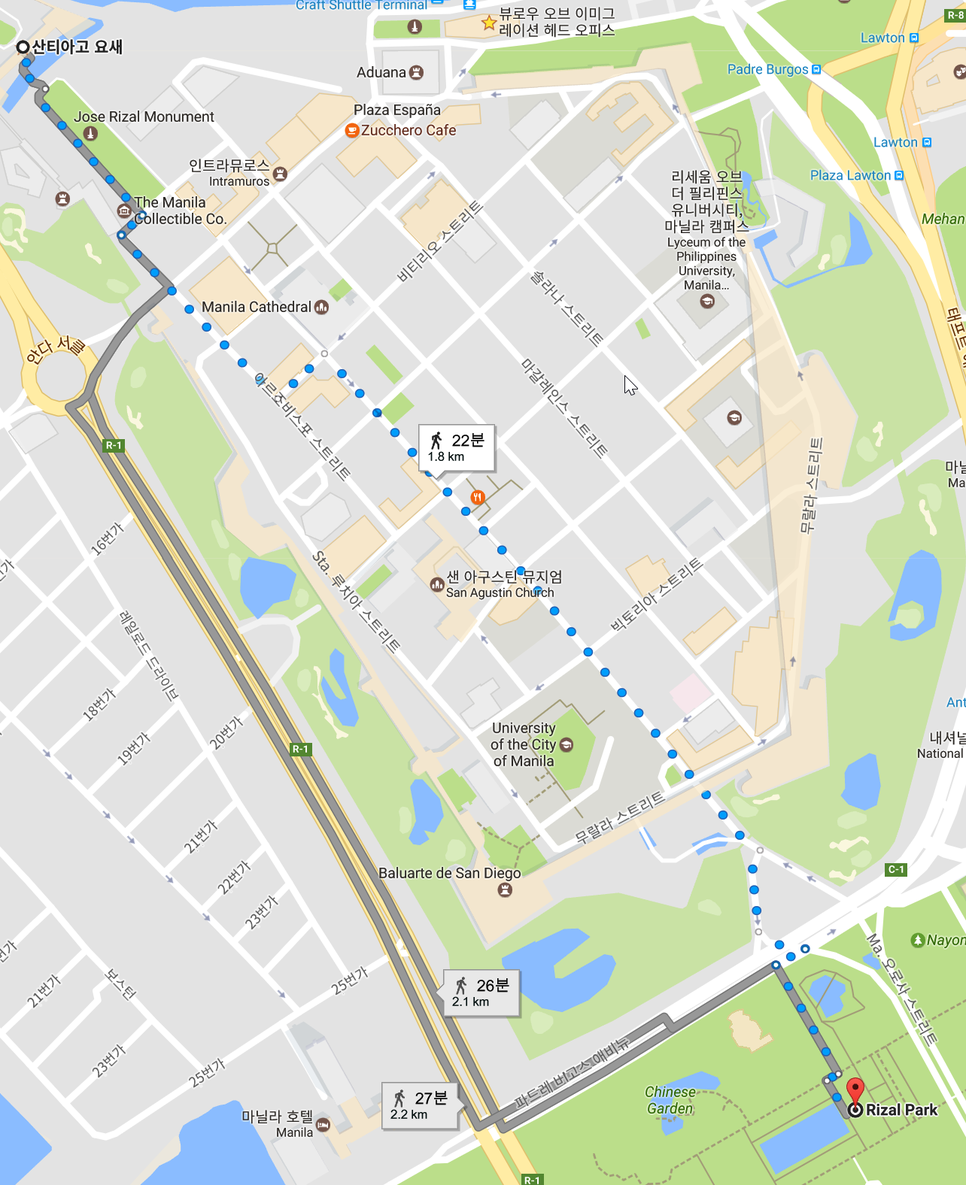 Craft Shuttle Terminal
뷰로우 오브 이미그
레이션 헤드 오피스
R-8
산티아고 요새
Lawton
Aduana
Padre Burgos
Plaza España
Jose Rizal Monument
Zucchero Cafe
Lawton
인트라뮤로스
Intramuros
리세움 오브
더 필리핀스
유니버시티,
마닐라 캠퍼스
Lyceum of the
Philippines
University,
Manila...
Plaza Lawton
The Manila
Collectible Co.
Mehan
비터리오 스트리트
솔라나 스트리트
Manila Cathedral
안다 서클
마갈레인스 스트리트
아르조비스포 스트리트
22분
1.8 km
R-1
무랄라 스트리트
16번가
Sta. 루치아 스트리트
샌 아구스틴 뮤지엄
San Agustin Church
빅토리아 스트리트
레일로드 드라이브
18번가
19번가
20번가
University
of the City
of Manila
R-1
National
무랄라 스트리트
21번가
22번가
23번가
Baluarte de San Diego
C-1
Nayon
Ma. 오로사 스트리트
25번가
보스턴
21번가
26분
2.1 km
23번가
25번가
파드레 버고스 애비뉴
27분
2.2 km
Chinese
Garden
마닐라 호텔
Manila
Rizal Park
R-1